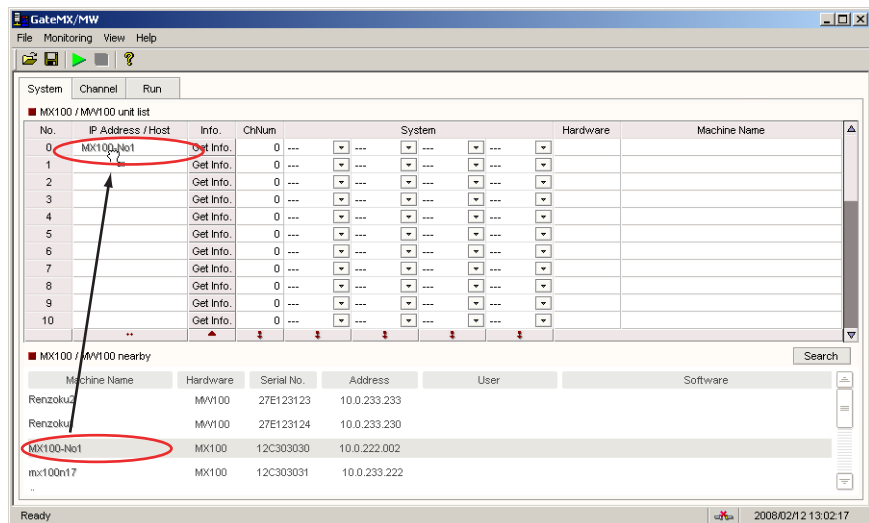 GateMX/MW
File Monitoring View Help
System Channel Run
MX100 / MW100 unit list
No. IP Address / Host Info. ChNum System Hardware Machine Name
0 MX100-No1 Get Info. 0 --- --- --- ---
1 Get Info. 0 --- --- --- ---
2 Get Info. 0 --- --- --- ---
3 Get Info. 0 --- --- --- ---
4 Get Info. 0 --- --- --- ---
5 Get Info. 0 --- --- --- ---
6 Get Info. 0 --- --- --- ---
7 Get Info. 0 --- --- --- ---
8 Get Info. 0 --- --- --- ---
9 Get Info. 0 --- --- --- ---
10 Get Info. 0 --- --- --- ---
MX100 / MW100 nearby Search
Machine Name Hardware Serial No. Address User Software
Renzoku2 MW100 27E123123 10.0.233.233
MW100 27E123124 10.0.233.230
MX100-No1 MX100 12C303030 10.0.222.002
mx100n17 MX100 12C303031 10.0.233.222
..
Ready 2008/02/12 13:02:17